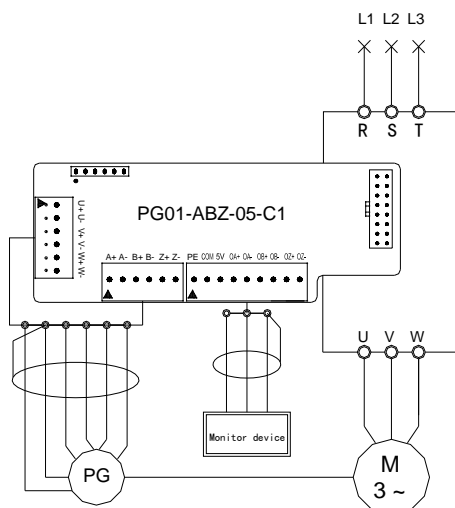 L1 L2 L3
R S T
PG01-ABZ-05-C1
U+
U-
V+
V-
W+
W-
A+ A- B+ B- Z+ Z-
PE COM 5V OA+ OA- OB+ OB- OZ+ OZ-
U V W
Monitor device
PG
M
3 ~